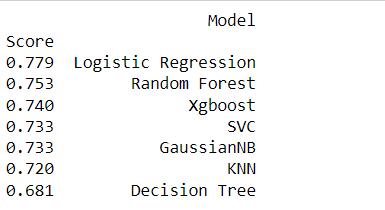 Model
Score
0.779 Logistic Regression
0.753 Random Forest
0.740 Xgboost
0.733 SVC
0.733 GaussianNB
0.720 KNN
0.681 Decision Tree